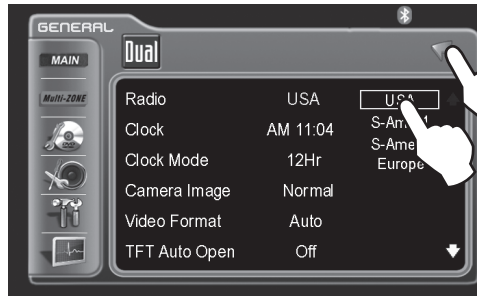 GENERAL
MAIN
Dual
Multi-ZONE
DVD
Radio USA USA
Clock AM 11:04
Clock Mode 12Hr Europe
Camera Image Normal
Video Format Auto
TFT Auto Open Off